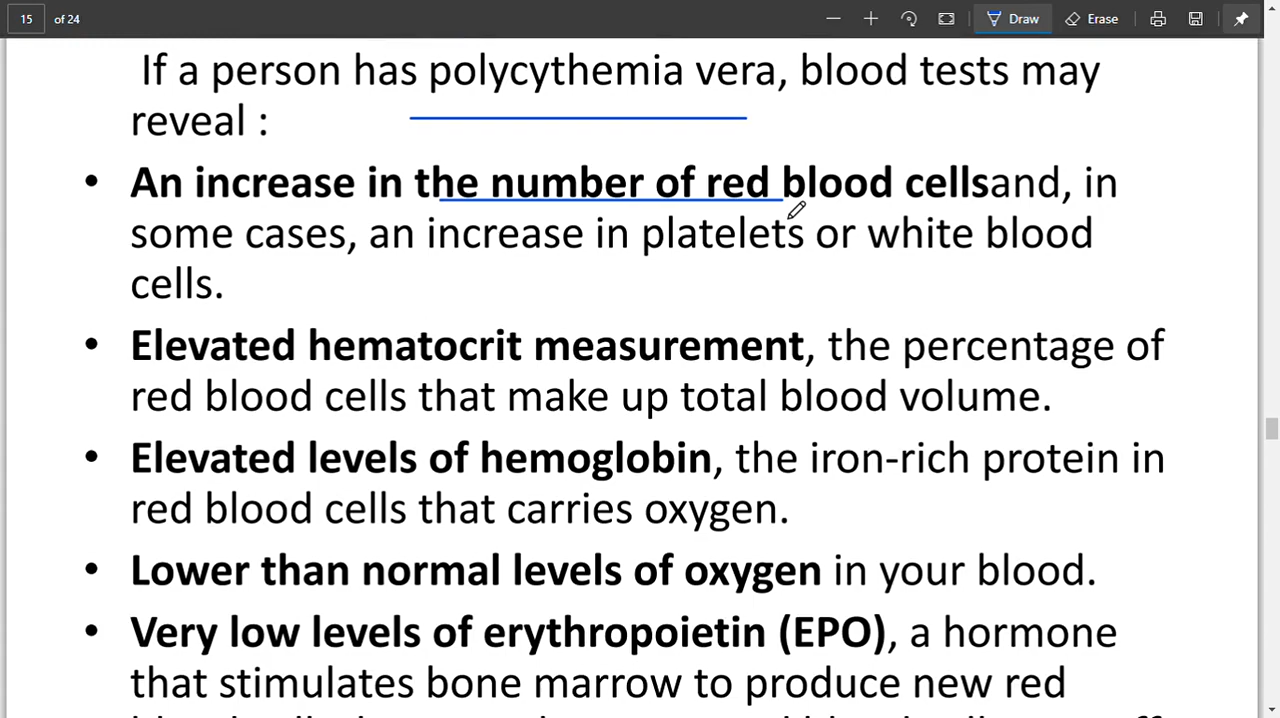 15 of 24 Draw Erase
If a person has polycythemia vera, blood tests may
reveal :
• An increase in the number of red blood cellsand, in
some cases, an increase in platelets or white blood
cells.
• Elevated hematocrit measurement, the percentage of
red blood cells that make up total blood volume.
• Elevated levels of hemoglobin, the iron-rich protein in
red blood cells that carries oxygen.
• Lower than normal levels of oxygen in your blood.
• Very low levels of erythropoietin (EPO), a hormone
that stimulates bone marrow to produce new red